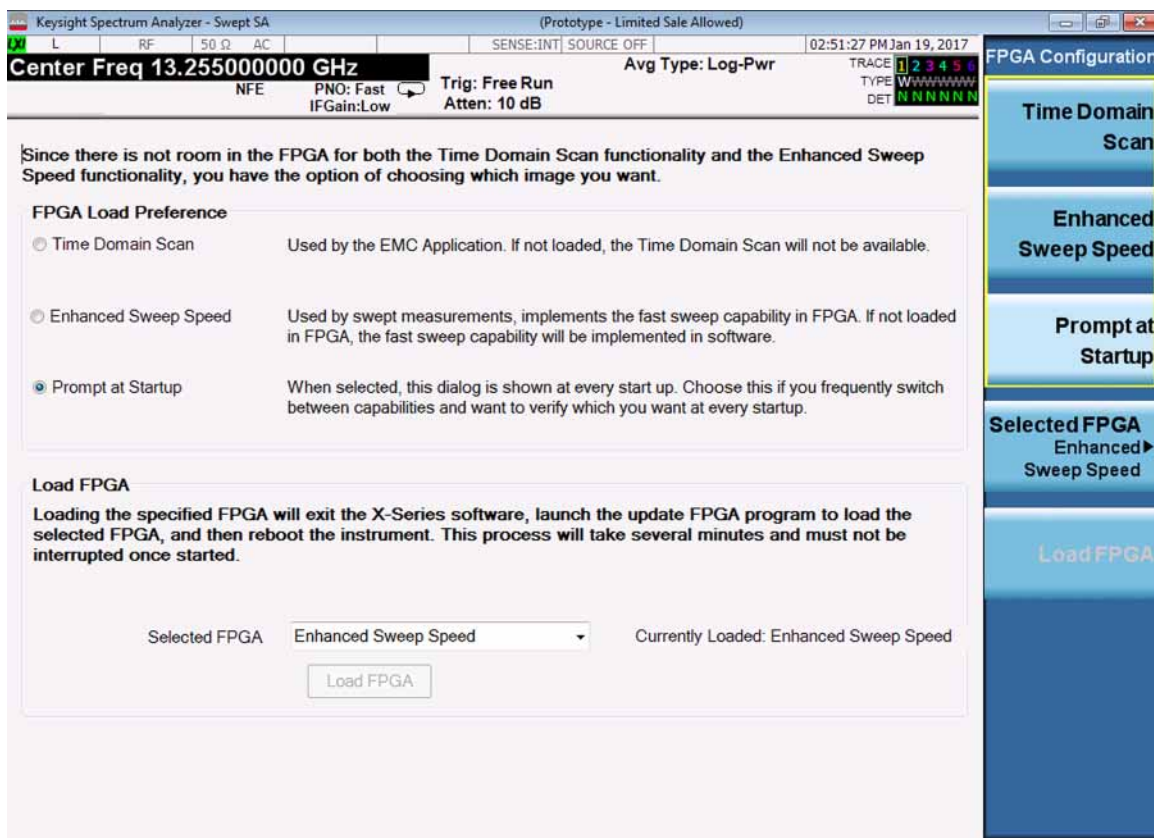 Keysight Spectrum Analyzer - Swept SA
(Prototype - Limited Sale Allowed)
LXI L RF 50 Ω AC SENSE:INT SOURCE OFF 02:51:27 PM Jan 19, 2017
Center Freq 13.255000000 GHz
NFE
PNO: Fast
IFGain:Low
Trig: Free Run
Atten: 10 dB
Avg Type: Log-Pwr
TRACE 1 2 3 4 5 6
TYPE WWWWWW
DET N N N N N N
Since there is not room in the FPGA for both the Time Domain Scan functionality and the Enhanced Sweep
Speed functionality, you have the option of choosing which image you want.
FPGA Load Preference
Time Domain Scan
Used by the EMC Application. If not loaded, the Time Domain Scan will not be available.
Enhanced Sweep Speed
Used by swept measurements, implements the fast sweep capability in FPGA. If not loaded
in FPGA, the fast sweep capability will be implemented in software.
Prompt at Startup
When selected, this dialog is shown at every start up. Choose this if you frequently switch
between capabilities and want to verify which you want at every startup.
Load FPGA
Loading the specified FPGA will exit the X-Series software, launch the update FPGA program to load the
selected FPGA, and then reboot the instrument. This process will take several minutes and must not be
interrupted once started.
Selected FPGA
Enhanced Sweep Speed
Currently Loaded: Enhanced Sweep Speed
Load FPGA
FPGA Configuration
Time Domain
Scan
Enhanced
Sweep Speed
Prompt at
Startup
Selected FPGA
Enhanced
Sweep Speed
Load FPGA